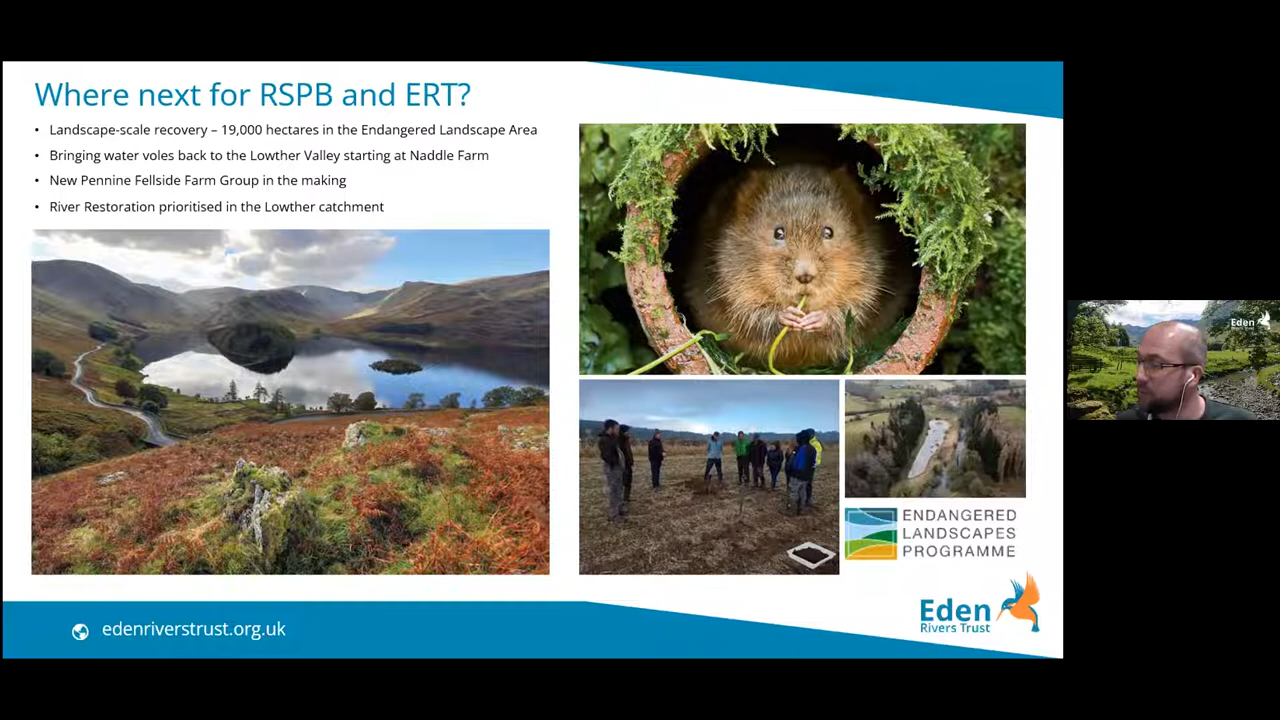 Where next for RSPB and ERT?
• Landscape-scale recovery – 19,000 hectares in the Endangered Landscape Area
• Bringing water voles back to the Lowther Valley starting at Naddle Farm
• New Pennine Fellside Farm Group in the making
• River Restoration prioritised in the Lowther catchment
ENDANGERED
LANDSCAPES
PROGRAMME
Eden
Rivers Trust
edenriverstrust.org.uk
Eden